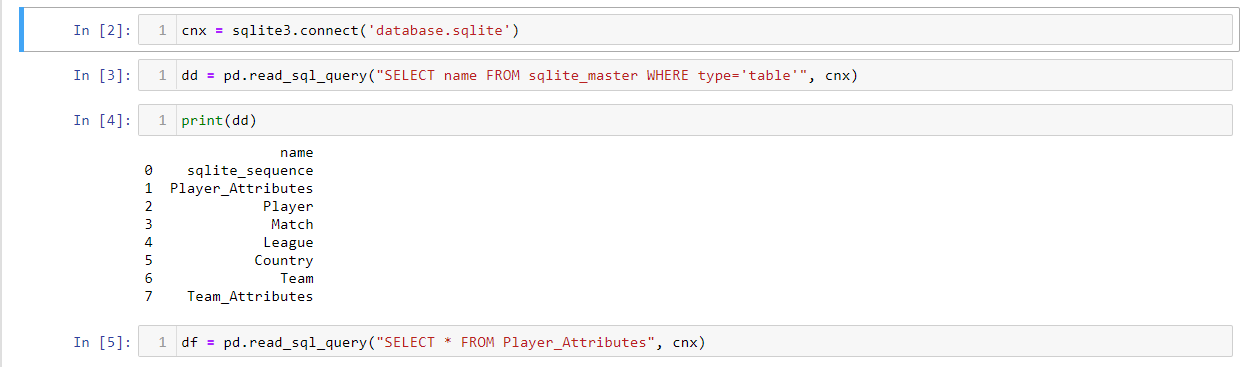 In [2]: 1 cnx = sqlite3.connect('database.sqlite')
In [3]: 1 dd = pd.read_sql_query("SELECT name FROM sqlite_master WHERE type='table'", cnx)
In [4]: 1 print(dd)
name
0 sqlite_sequence
1 Player_Attributes
2 Player
3 Match
4 League
5 Country
6 Team
7 Team_Attributes
In [5]: 1 df = pd.read_sql_query("SELECT * FROM Player_Attributes", cnx)